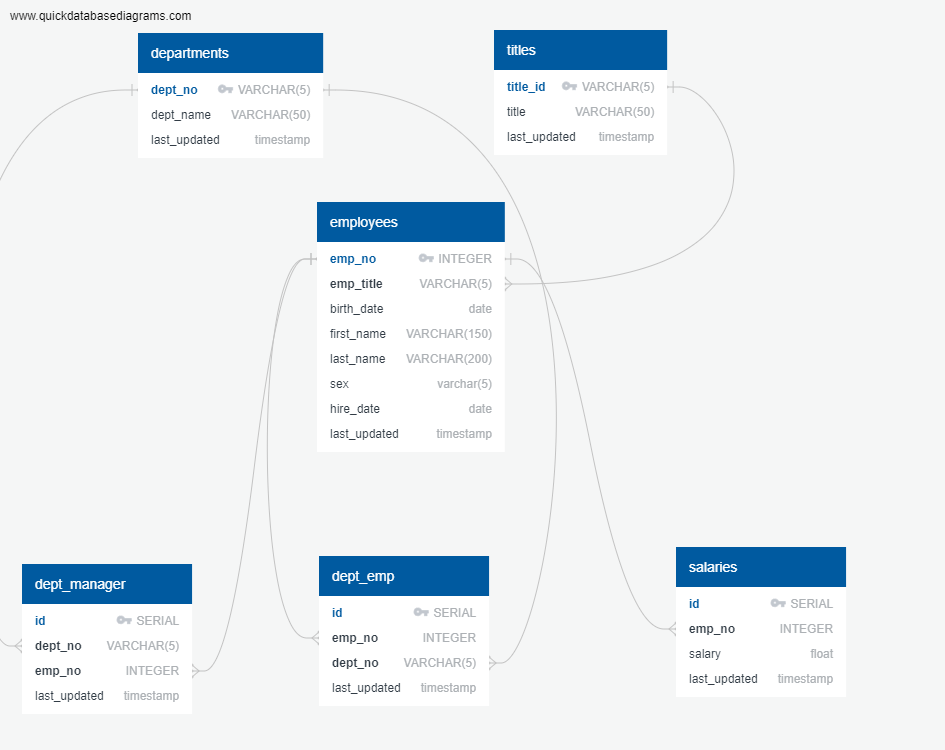 www.quickdatabasediagrams.com
departments
dept_no VARCHAR(5)
dept_name VARCHAR(50)
last_updated timestamp
titles
title_id VARCHAR(5)
title VARCHAR(50)
last_updated timestamp
employees
emp_no INTEGER
emp_title VARCHAR(5)
birth_date date
first_name VARCHAR(150)
last_name VARCHAR(200)
sex varchar(5)
hire_date date
last_updated timestamp
dept_manager
id SERIAL
dept_no VARCHAR(5)
emp_no INTEGER
last_updated timestamp
dept_emp
id SERIAL
emp_no INTEGER
dept_no VARCHAR(5)
last_updated timestamp
salaries
id SERIAL
emp_no INTEGER
salary float
last_updated timestamp